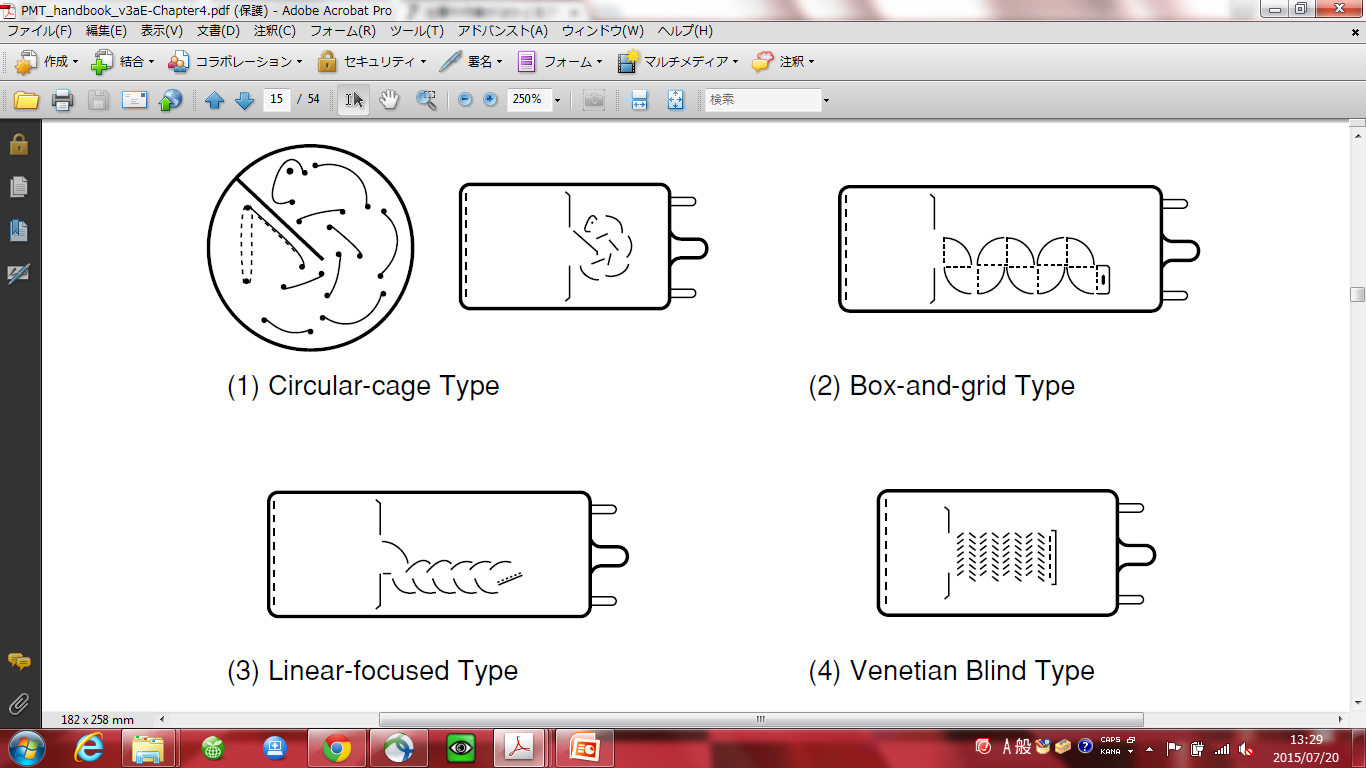 PMT_handbook_v3aE-Chapter4.pdf (保護) - Adobe Acrobat Pro
ファイル(F) 編集(E) 表示(V) 文書(D) 注釈(C) フォーム(R) ツール(T) アドバンスト(A) ウィンドウ(W) ヘルプ(H)
作成 結合 コラボレーション セキュリティ 署名 フォーム マルチメディア 注釈
15 / 54 250% 検索
(1) Circular-cage Type
(2) Box-and-grid Type
(3) Linear-focused Type
(4) Venetian Blind Type
182 x 258 mm
A 般 CAPS KANA
13:29
2015/07/20